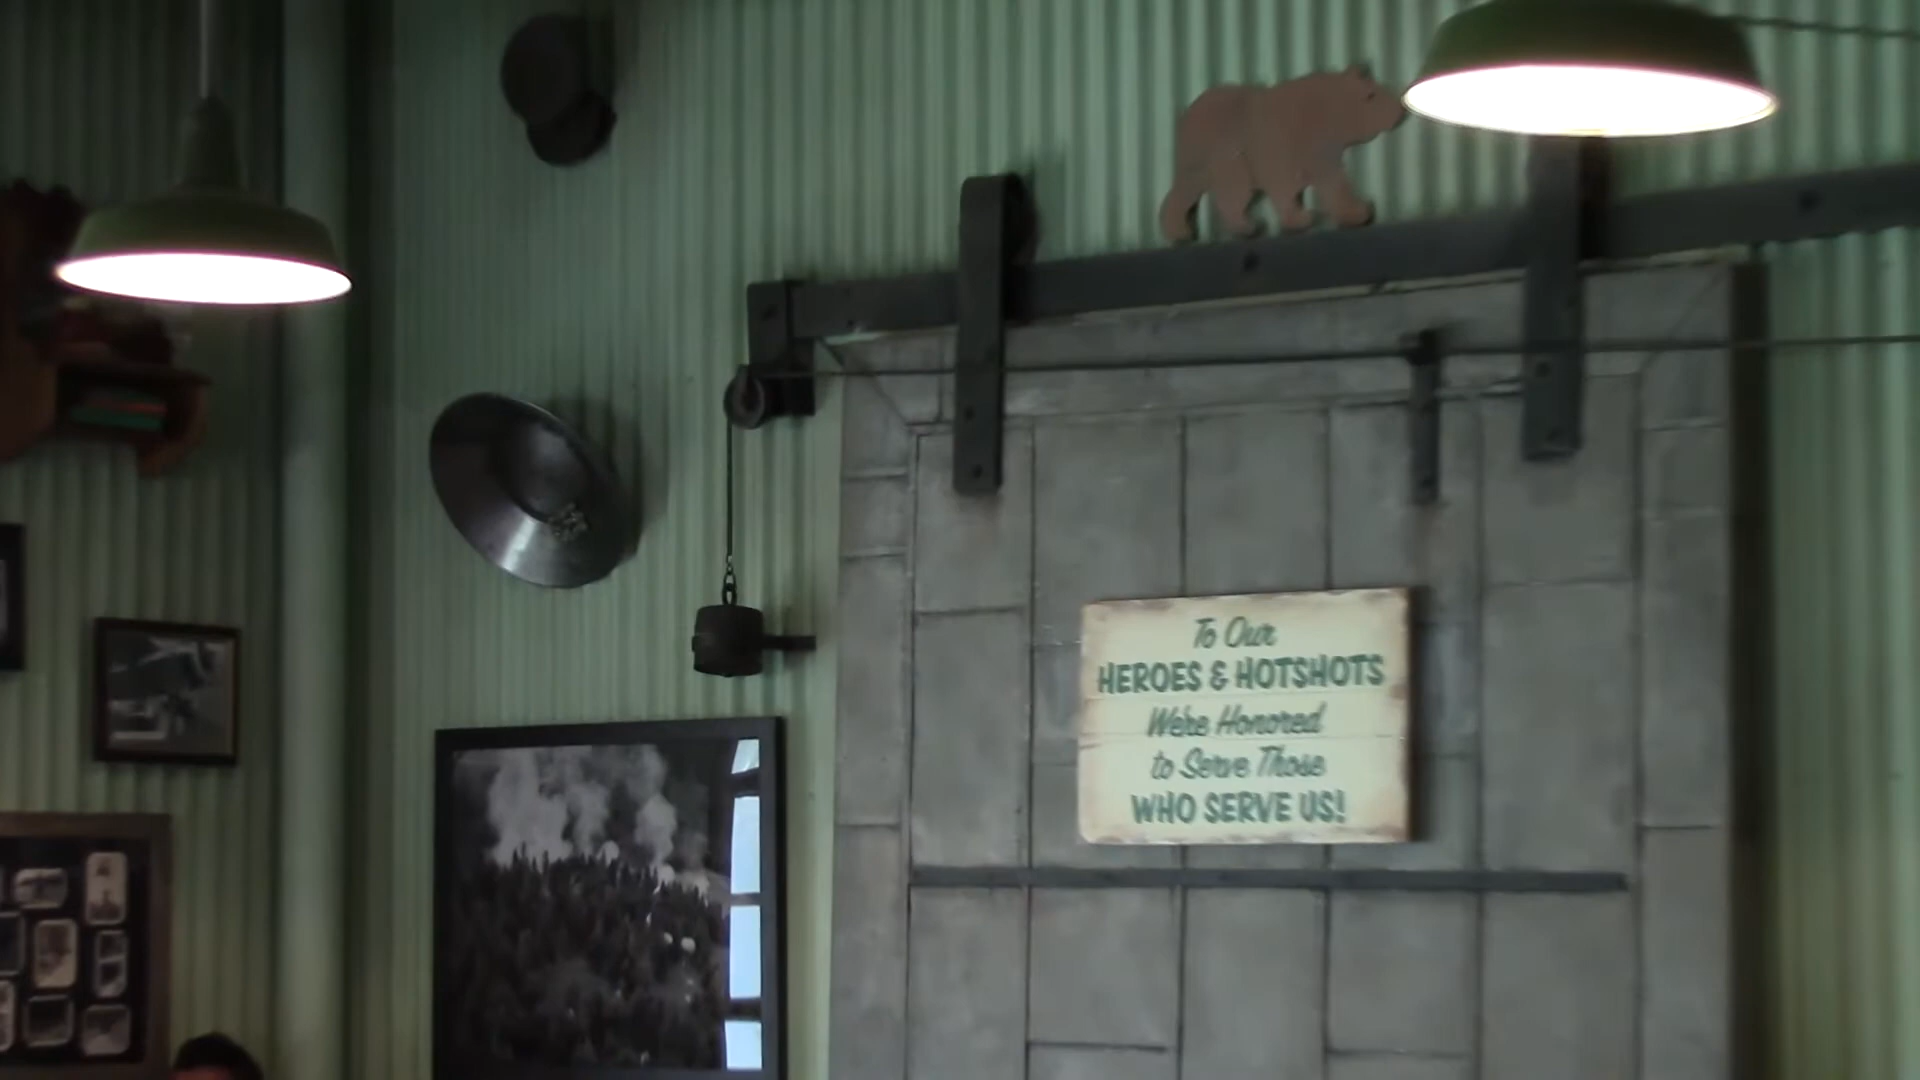 To Our
HEROES & HOTSHOTS
We're Honored
to Serve Those
WHO SERVE US!